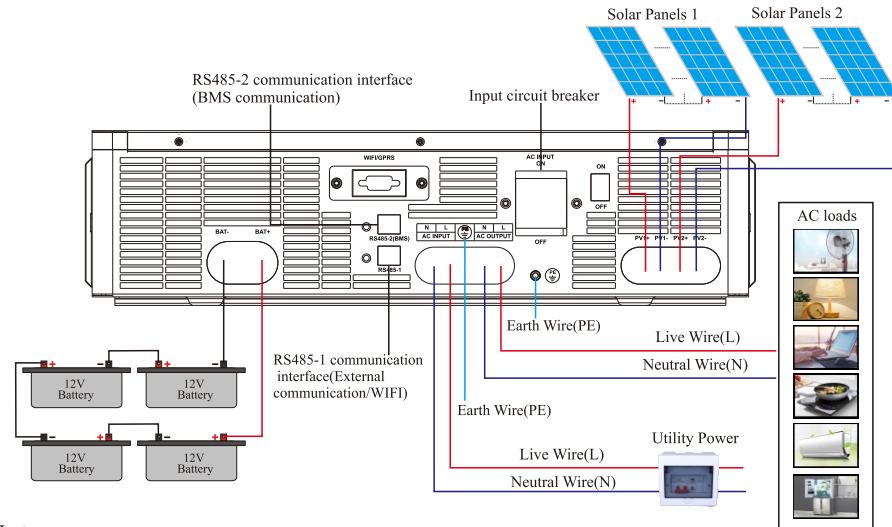 Solar Panels 1
Solar Panels 2
+ − + −
+ − + −
RS485-2 communication interface
(BMS communication)
Input circuit breaker
WIFI/GPRS
AC INPUT
ON
ON
OFF
OFF
RS485-2(BMS)
RS485-1
BAT- BAT+
N L N L
AC INPUT PE AC OUTPUT
PE
PV1+ PV1- PV2+ PV2-
AC loads
Earth Wire(PE)
Live Wire(L)
Neutral Wire(N)
RS485-1 communication
interface(External
communication/WIFI)
Earth Wire(PE)
+ − + −
12V
Battery
12V
Battery
− + − +
12V
Battery
12V
Battery
Utility Power
Live Wire(L)
Neutral Wire(N)